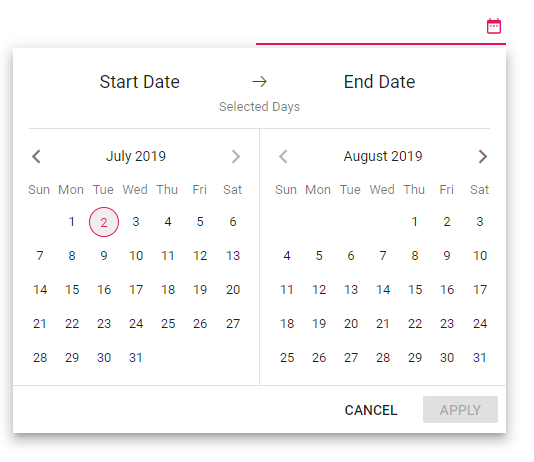 Start Date → End Date
Selected Days
July 2019
Sun Mon Tue Wed Thu Fri Sat
1 2 3 4 5 6
7 8 9 10 11 12 13
14 15 16 17 18 19 20
21 22 23 24 25 26 27
28 29 30 31
August 2019
Sun Mon Tue Wed Thu Fri Sat
1 2 3
4 5 6 7 8 9 10
11 12 13 14 15 16 17
18 19 20 21 22 23 24
25 26 27 28 29 30 31
CANCEL APPLY